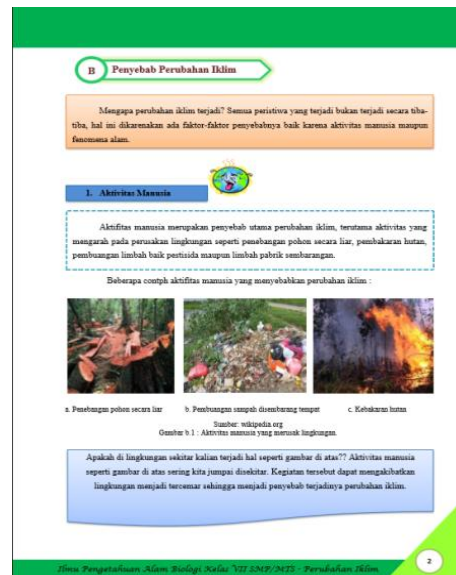 B Penyebab Perubahan Iklim
Mengapa perubahan iklim terjadi? Semua peristiwa yang terjadi bukan terjadi secara tiba-
tiba, hal ini dikarenakan ada faktor-faktor penyebabnya baik karena aktivitas manusia maupun
fenomena alam.
1. Aktivitas Manusia
Aktifitas manusia merupakan penyebab utama perubahan iklim, terutama aktivitas yang
mengarah pada perusakan lingkungan seperti penebangan pohon secara liar, pembakaran hutan,
pembuangan limbah baik pestisida maupun limbah pabrik sembarangan.
Beberapa contph aktifitas manusia yang menyebabkan perubahan iklim :
a. Penebangan pohon secara liar b. Pembuangan sampah disembarang tempat c. Kebakaran hutan
Sumber: wikipedia.org
Gambar b.1 : Aktivitas manusia yang merusak lingkungan.
Apakah di lingkungan sekitar kalian terjadi hal seperti gambar di atas?? Aktivitas manusia
seperti gambar di atas sering kita jumpai disekitar. Kegiatan tersebut dapat mengakibatkan
lingkungan menjadi tercemar sehingga menjadi penyebab terjadinya perubahan iklim.
Ilmu Pengetahuan Alam Biologi Kelas VII SMP/MTS - Perubahan Iklim
2